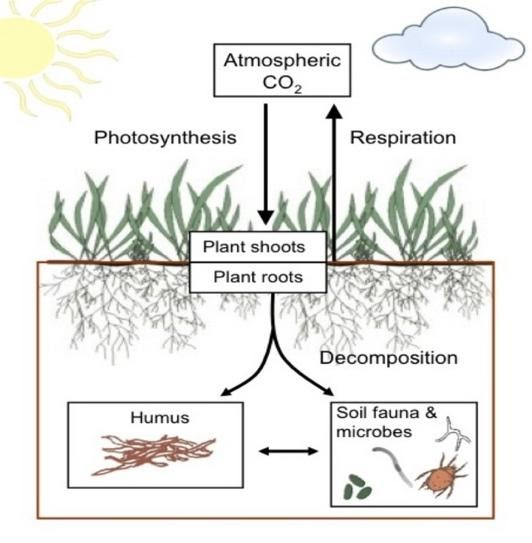 Atmospheric
CO₂
Photosynthesis
Respiration
Plant shoots
Plant roots
Decomposition
Humus
Soil fauna &
microbes